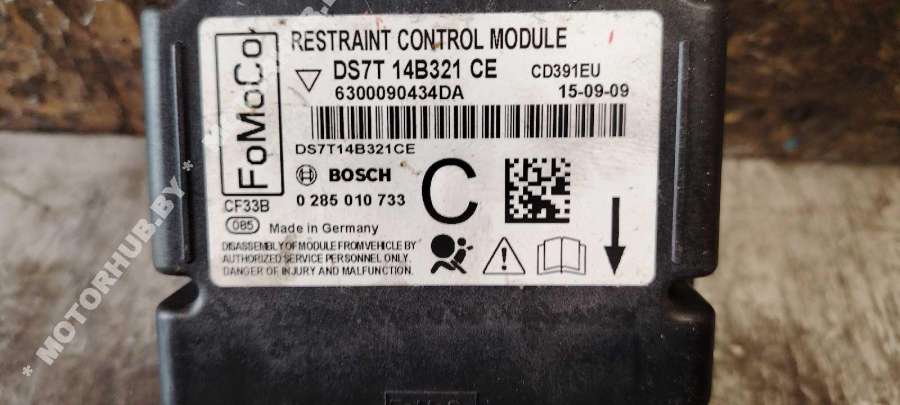 RESTRAINT CONTROL MODULE
FoMoCo
DS7T 14B321 CE CD391EU
6300090434DA 15-09-09
DS7T14B321CE
BOSCH
C
0 285 010 733
CF33B
085
Made in Germany
DISASSEMBLY OF MODULE FROM VEHICLE BY
AUTHORIZED SERVICE PERSONNEL ONLY.
DANGER OF INJURY AND MALFUNCTION.
* MOTORHUB.BY *
FoMoCo